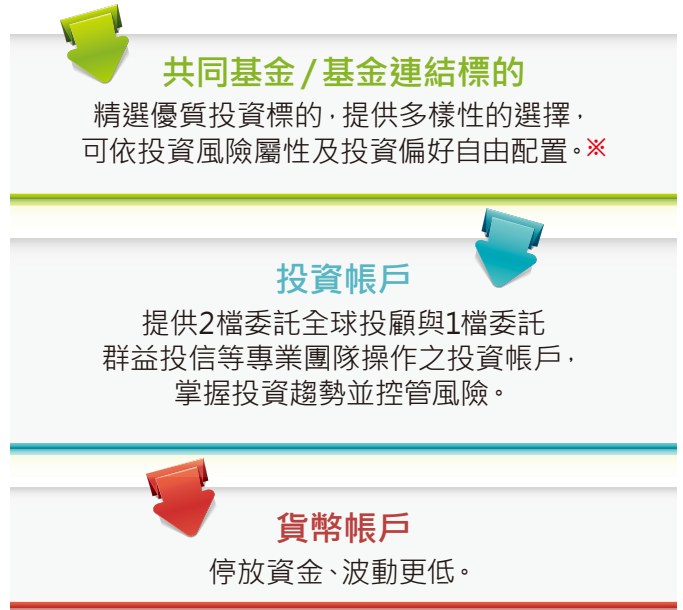 共同基金/基金連結標的
精選優質投資標的，提供多樣性的選擇，
可依投資風險屬性及投資偏好自由配置。※
投資帳戶
提供2檔委託全球投顧與1檔委託
群益投信等專業團隊操作之投資帳戶，
掌握投資趨勢並控管風險。
貨幣帳戶
停放資金、波動更低。